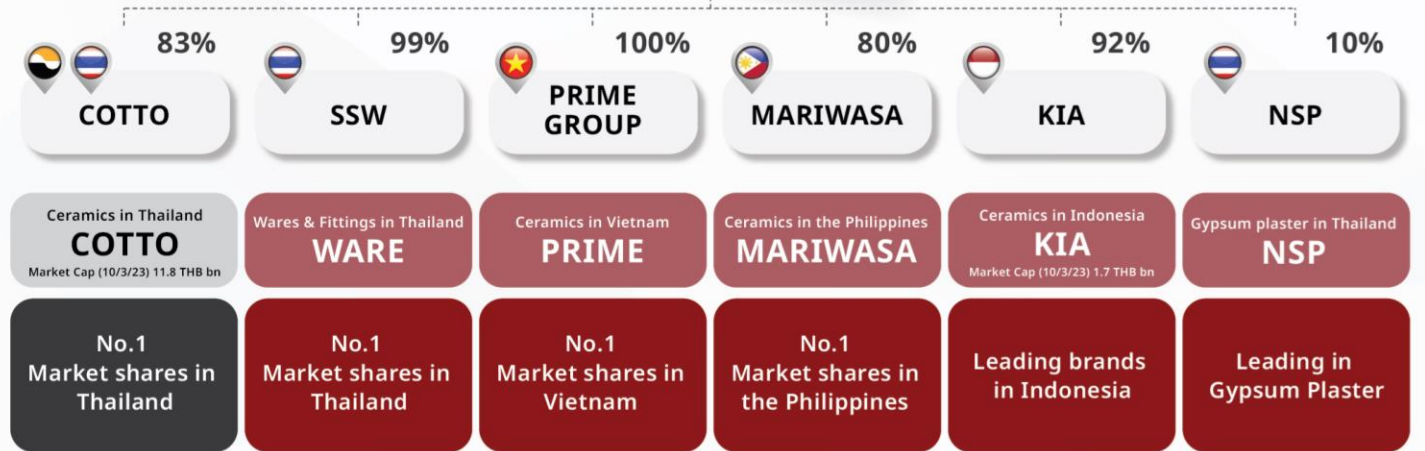 83%
99%
100%
80%
92%
10%
COTTO
SSW
PRIME
GROUP
MARIWASA
KIA
NSP
Ceramics in Thailand
COTTO
Market Cap (10/3/23) 11.8 THB bn
Wares & Fittings in Thailand
WARE
Ceramics in Vietnam
PRIME
Ceramics in the Philippines
MARIWASA
Ceramics in Indonesia
KIA
Market Cap (10/3/23) 1.7 THB bn
Gypsum plaster in Thailand
NSP
No.1
Market shares in
Thailand
No.1
Market shares in
Thailand
No.1
Market shares in
Vietnam
No.1
Market shares in
the Philippines
Leading brands
in Indonesia
Leading in
Gypsum Plaster